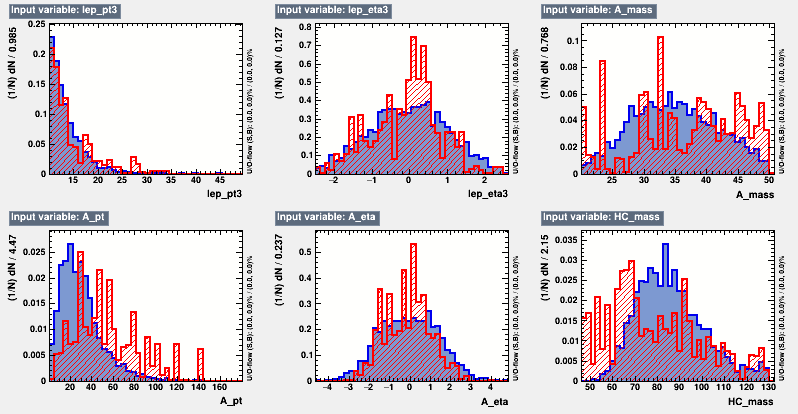 Input variable: lep_pt3
(1/N) dN / 0.985
0.25
0.2
0.15
0.1
0.05
0
15 20 25 30 35 40 45
lep_pt3
U/O-flow (S,B): (0.0, 0.0)% / (0.0, 0.0)%
Input variable: lep_eta3
(1/N) dN / 0.127
0.8
0.7
0.6
0.5
0.4
0.3
0.2
0.1
0
−2 −1 0 1 2
lep_eta3
U/O-flow (S,B): (0.0, 0.0)% / (0.0, 0.0)%
Input variable: A_mass
(1/N) dN / 0.768
0.1
0.08
0.06
0.04
0.02
0
25 30 35 40 45 50
A_mass
U/O-flow (S,B): (0.0, 0.0)% / (0.0, 0.0)%
Input variable: A_pt
(1/N) dN / 4.47
0.025
0.02
0.015
0.01
0.005
0
20 40 60 80 100 120 140 160
A_pt
U/O-flow (S,B): (0.0, 0.0)% / (0.0, 0.0)%
Input variable: A_eta
(1/N) dN / 0.237
0.5
0.4
0.3
0.2
0.1
0
−4 −3 −2 −1 0 1 2 3 4
A_eta
U/O-flow (S,B): (0.0, 0.0)% / (0.0, 0.0)%
Input variable: HC_mass
(1/N) dN / 2.15
0.035
0.03
0.025
0.02
0.015
0.01
0.005
0
50 60 70 80 90 100 110 120 130
HC_mass
U/O-flow (S,B): (0.0, 0.0)% / (0.0, 0.0)%